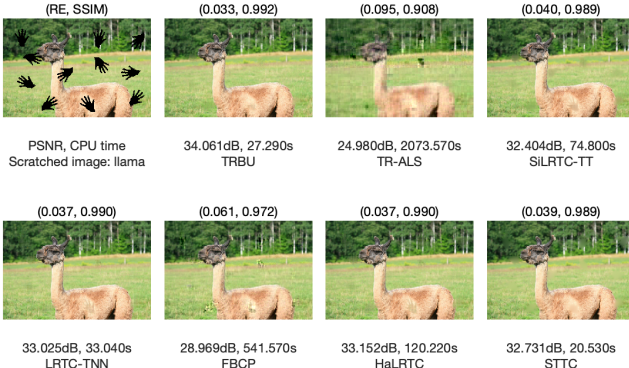 (RE, SSIM) (0.033, 0.992) (0.095, 0.908) (0.040, 0.989)
PSNR, CPU time 34.061dB, 27.290s 24.980dB, 2073.570s 32.404dB, 74.800s
Scratched image: llama TRBU TR-ALS SiLRTC-TT
(0.037, 0.990) (0.061, 0.972) (0.037, 0.990) (0.039, 0.989)
33.025dB, 33.040s 28.969dB, 541.570s 33.152dB, 120.220s 32.731dB, 20.530s
LRTC-TNN FBCP HaLRTC STTC